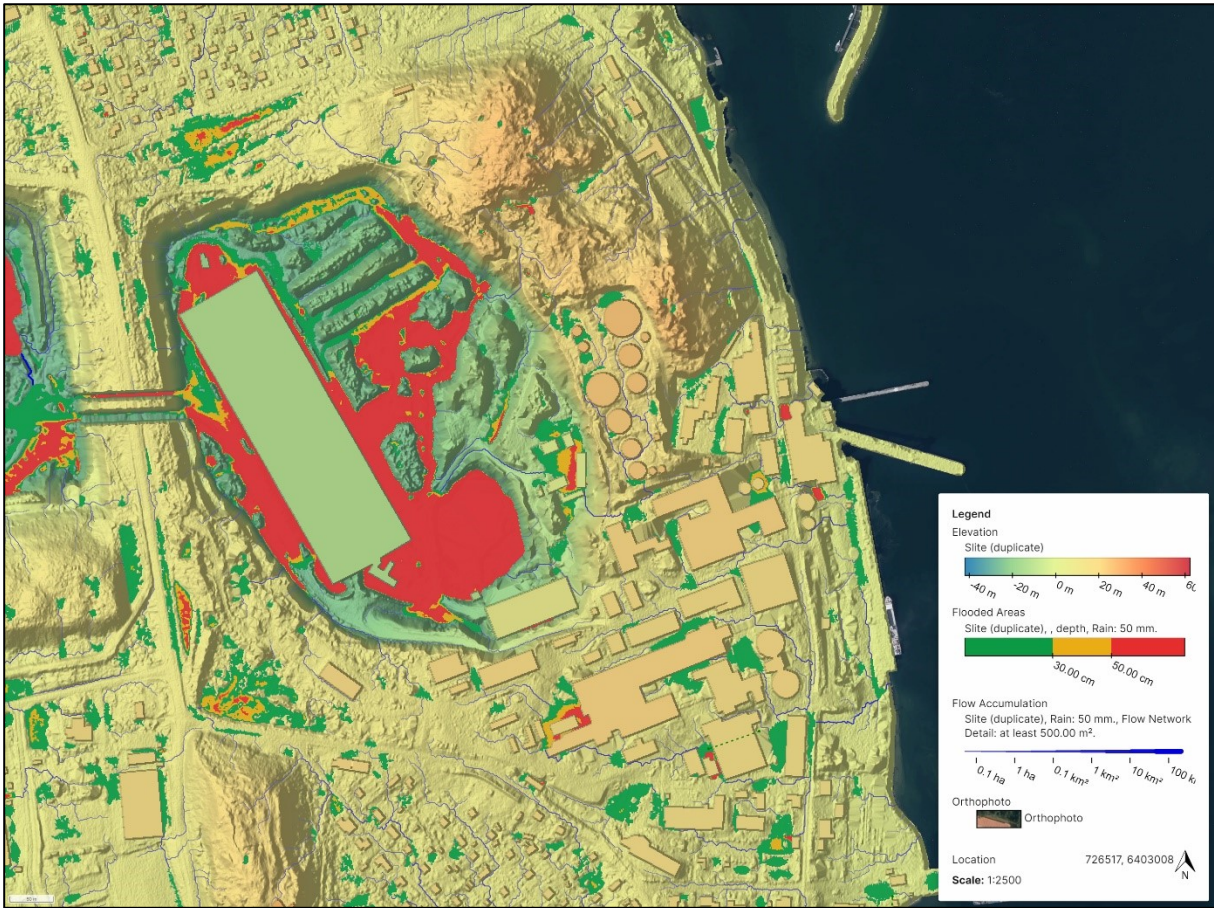 Legend
Elevation
Slite (duplicate)
-40 m -20 m 0 m 20 m 40 m 60
Flooded Areas
Slite (duplicate), , depth, Rain: 50 mm.
30.00 cm 50.00 cm
Flow Accumulation
Slite (duplicate), Rain: 50 mm., Flow Network
Detail: at least 500.00 m².
0.1 ha 1 ha 0.1 km² 1 km² 10 km² 100 k
Orthophoto
Orthophoto
Location 726517, 6403008
N
Scale: 1:2500